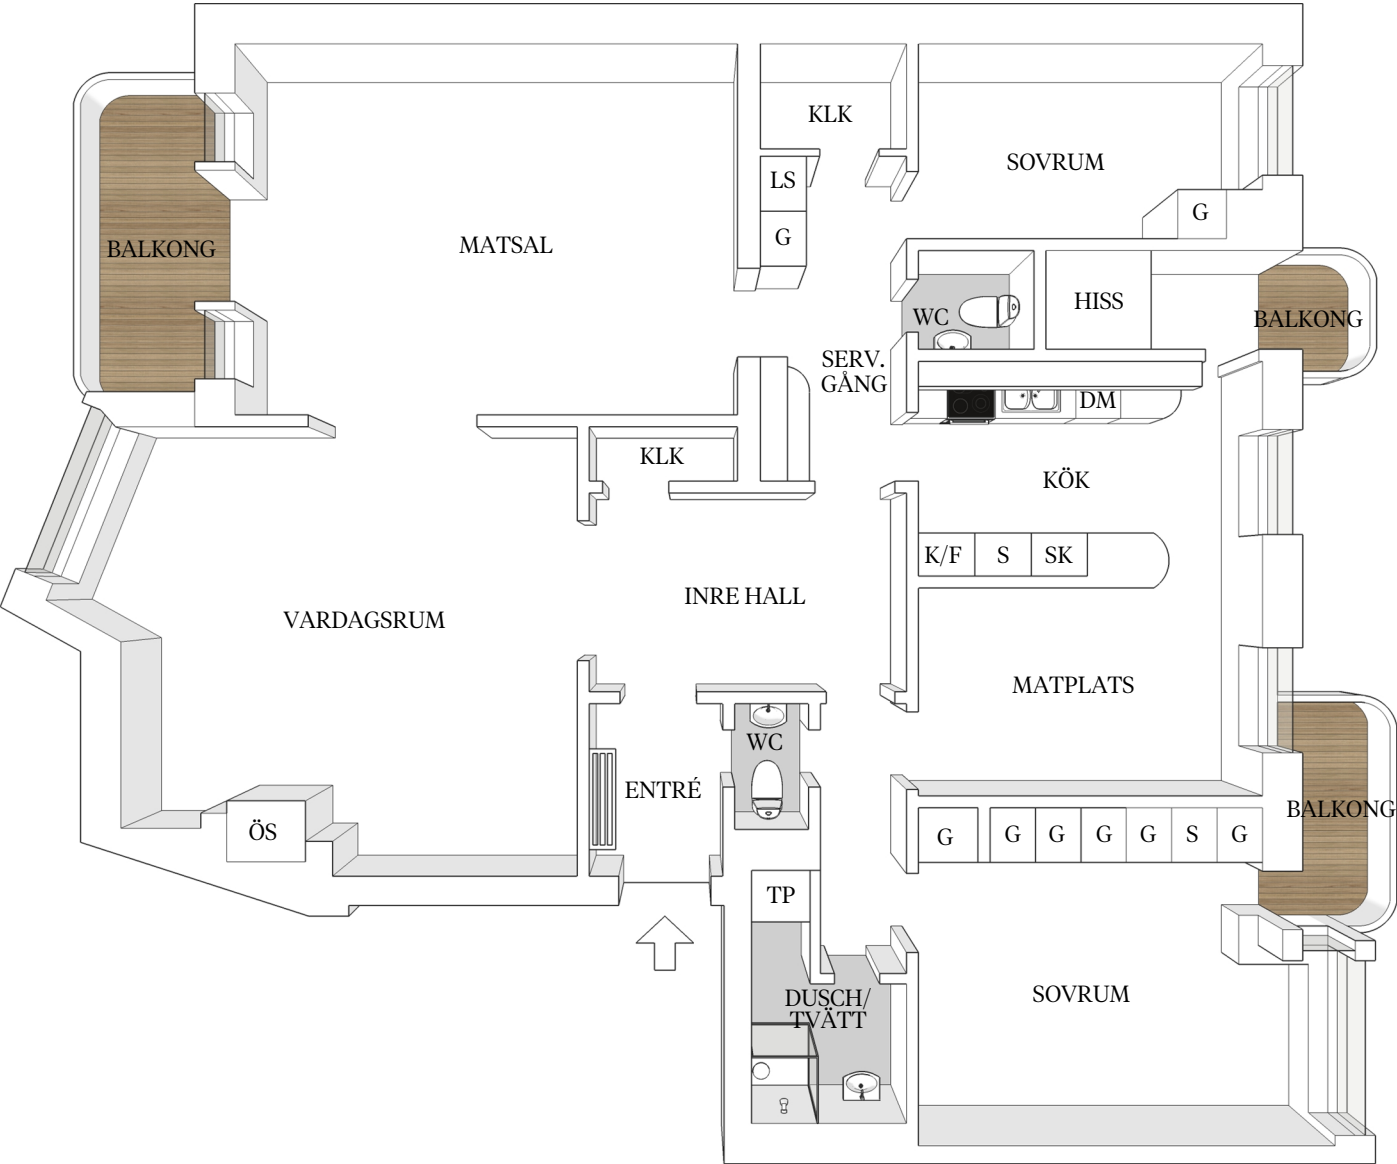 KLK
SOVRUM
LS
G
G
BALKONG
MATSAL
HISS
WC
BALKONG
SERV.
GÅNG
DM
KLK
KÖK
K/F
S
SK
INRE HALL
VARDAGSRUM
MATPLATS
WC
ENTRÉ
BALKONG
ÖS
G
G
G
G
G
S
G
TP
DUSCH/
TVÄTT
SOVRUM